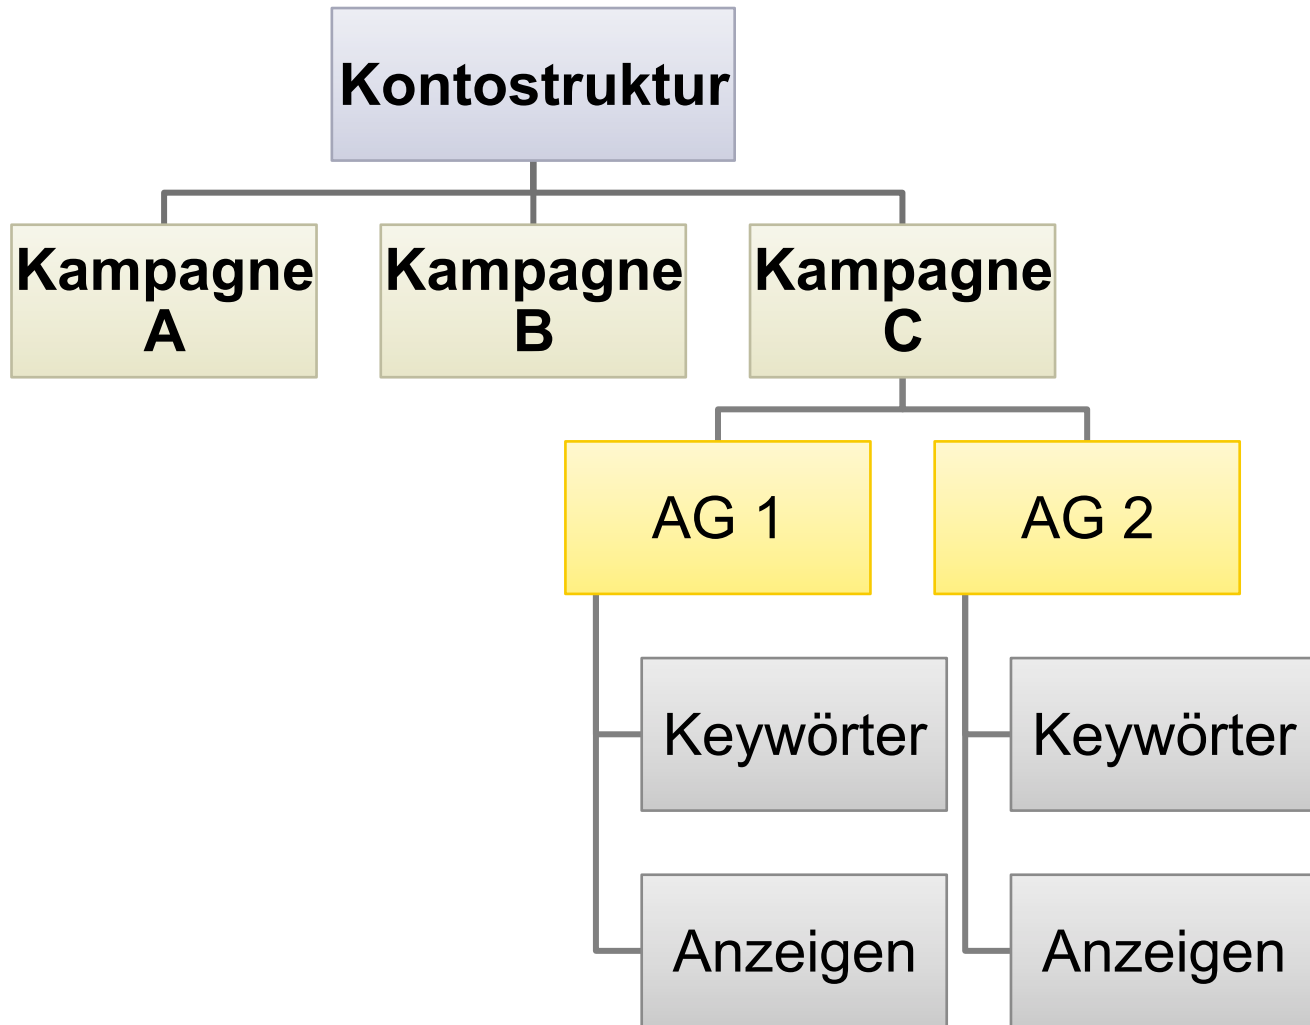 Kontostruktur
Kampagne
A
Kampagne
B
Kampagne
C
AG 1
AG 2
Keywörter
Keywörter
Anzeigen
Anzeigen